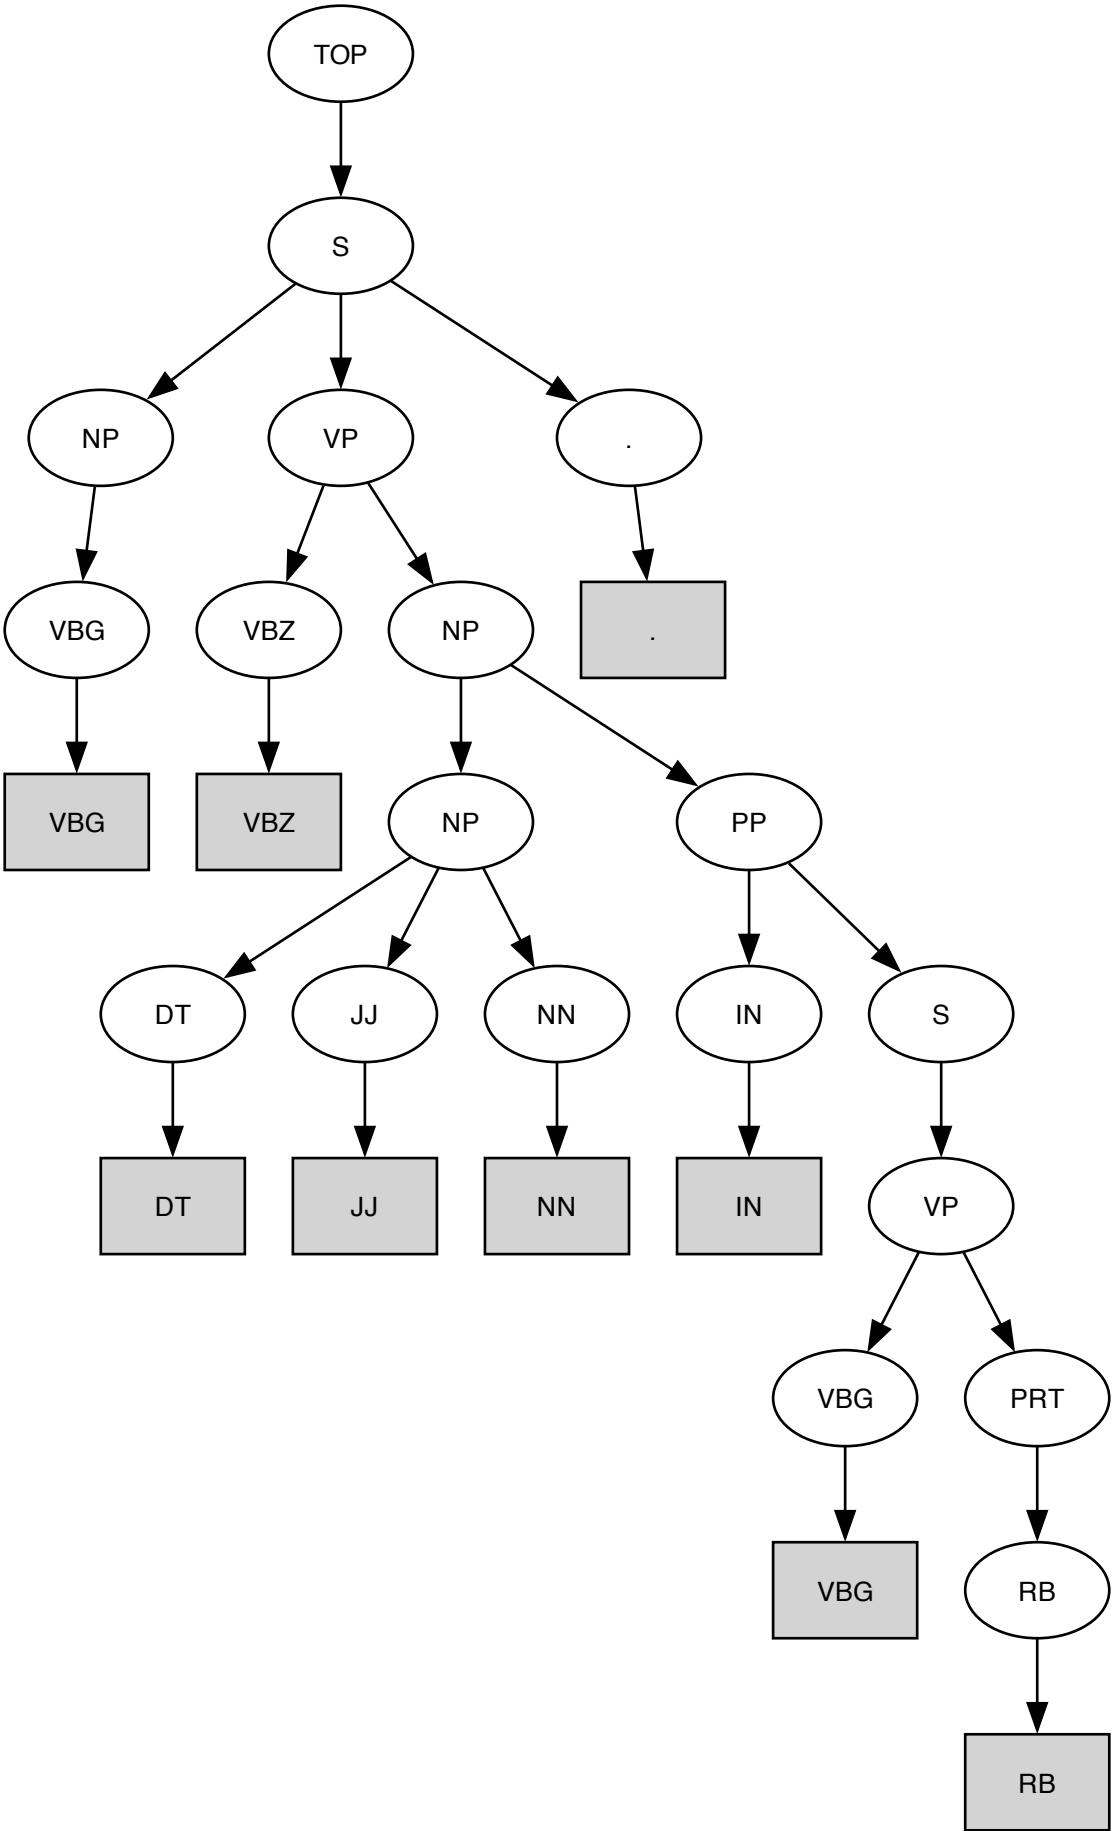 TOP
S
NP VP .
VBG VBZ NP .
VBG VBZ NP PP
DT JJ NN IN S
DT JJ NN IN VP
VBG PRT
VBG RB
RB